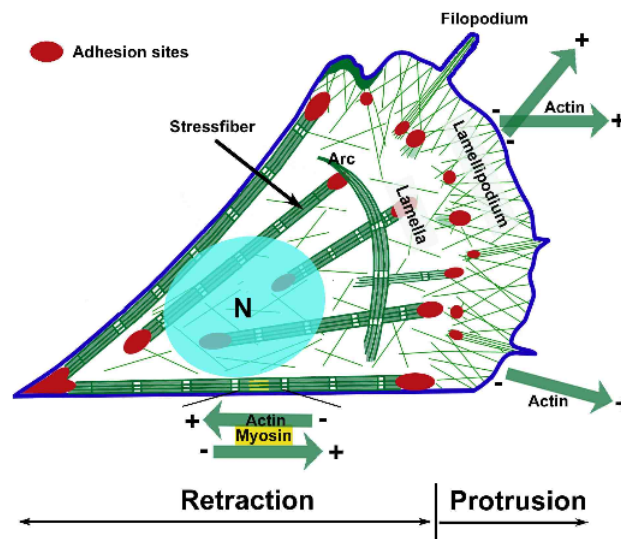 Filopodium
Adhesion sites
+
Stressfiber
- Actin +
-
Arc
Lamellipodium
Lamella
N
-
Actin -
+ Actin -
- Myosin +
Retraction
Protrusion